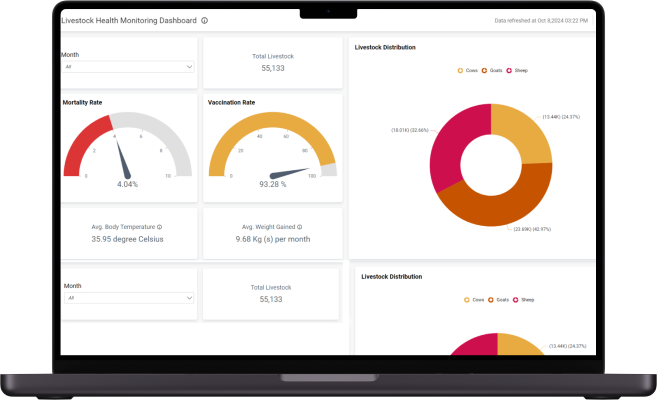 Livestock Health Monitoring Dashboard
Data refreshed at Oct 8,2024 03:22 PM
Month
All
Total Livestock
55,133
Livestock Distribution
Cows Goats Sheep
(13.44K) (24.37%)
(18.01K) (32.66%)
(23.69K) (42.97%)
Mortality Rate
0 2 4 6 8 10
4.04%
Vaccination Rate
0 20 40 60 80 100
93.28 %
Avg. Body Temperature
35.95 degree Celsius
Avg. Weight Gained
9.68 Kg (s) per month
Month
All
Total Livestock
55,133
Livestock Distribution
Cows Goats Sheep
(13.44K) (24.37%)